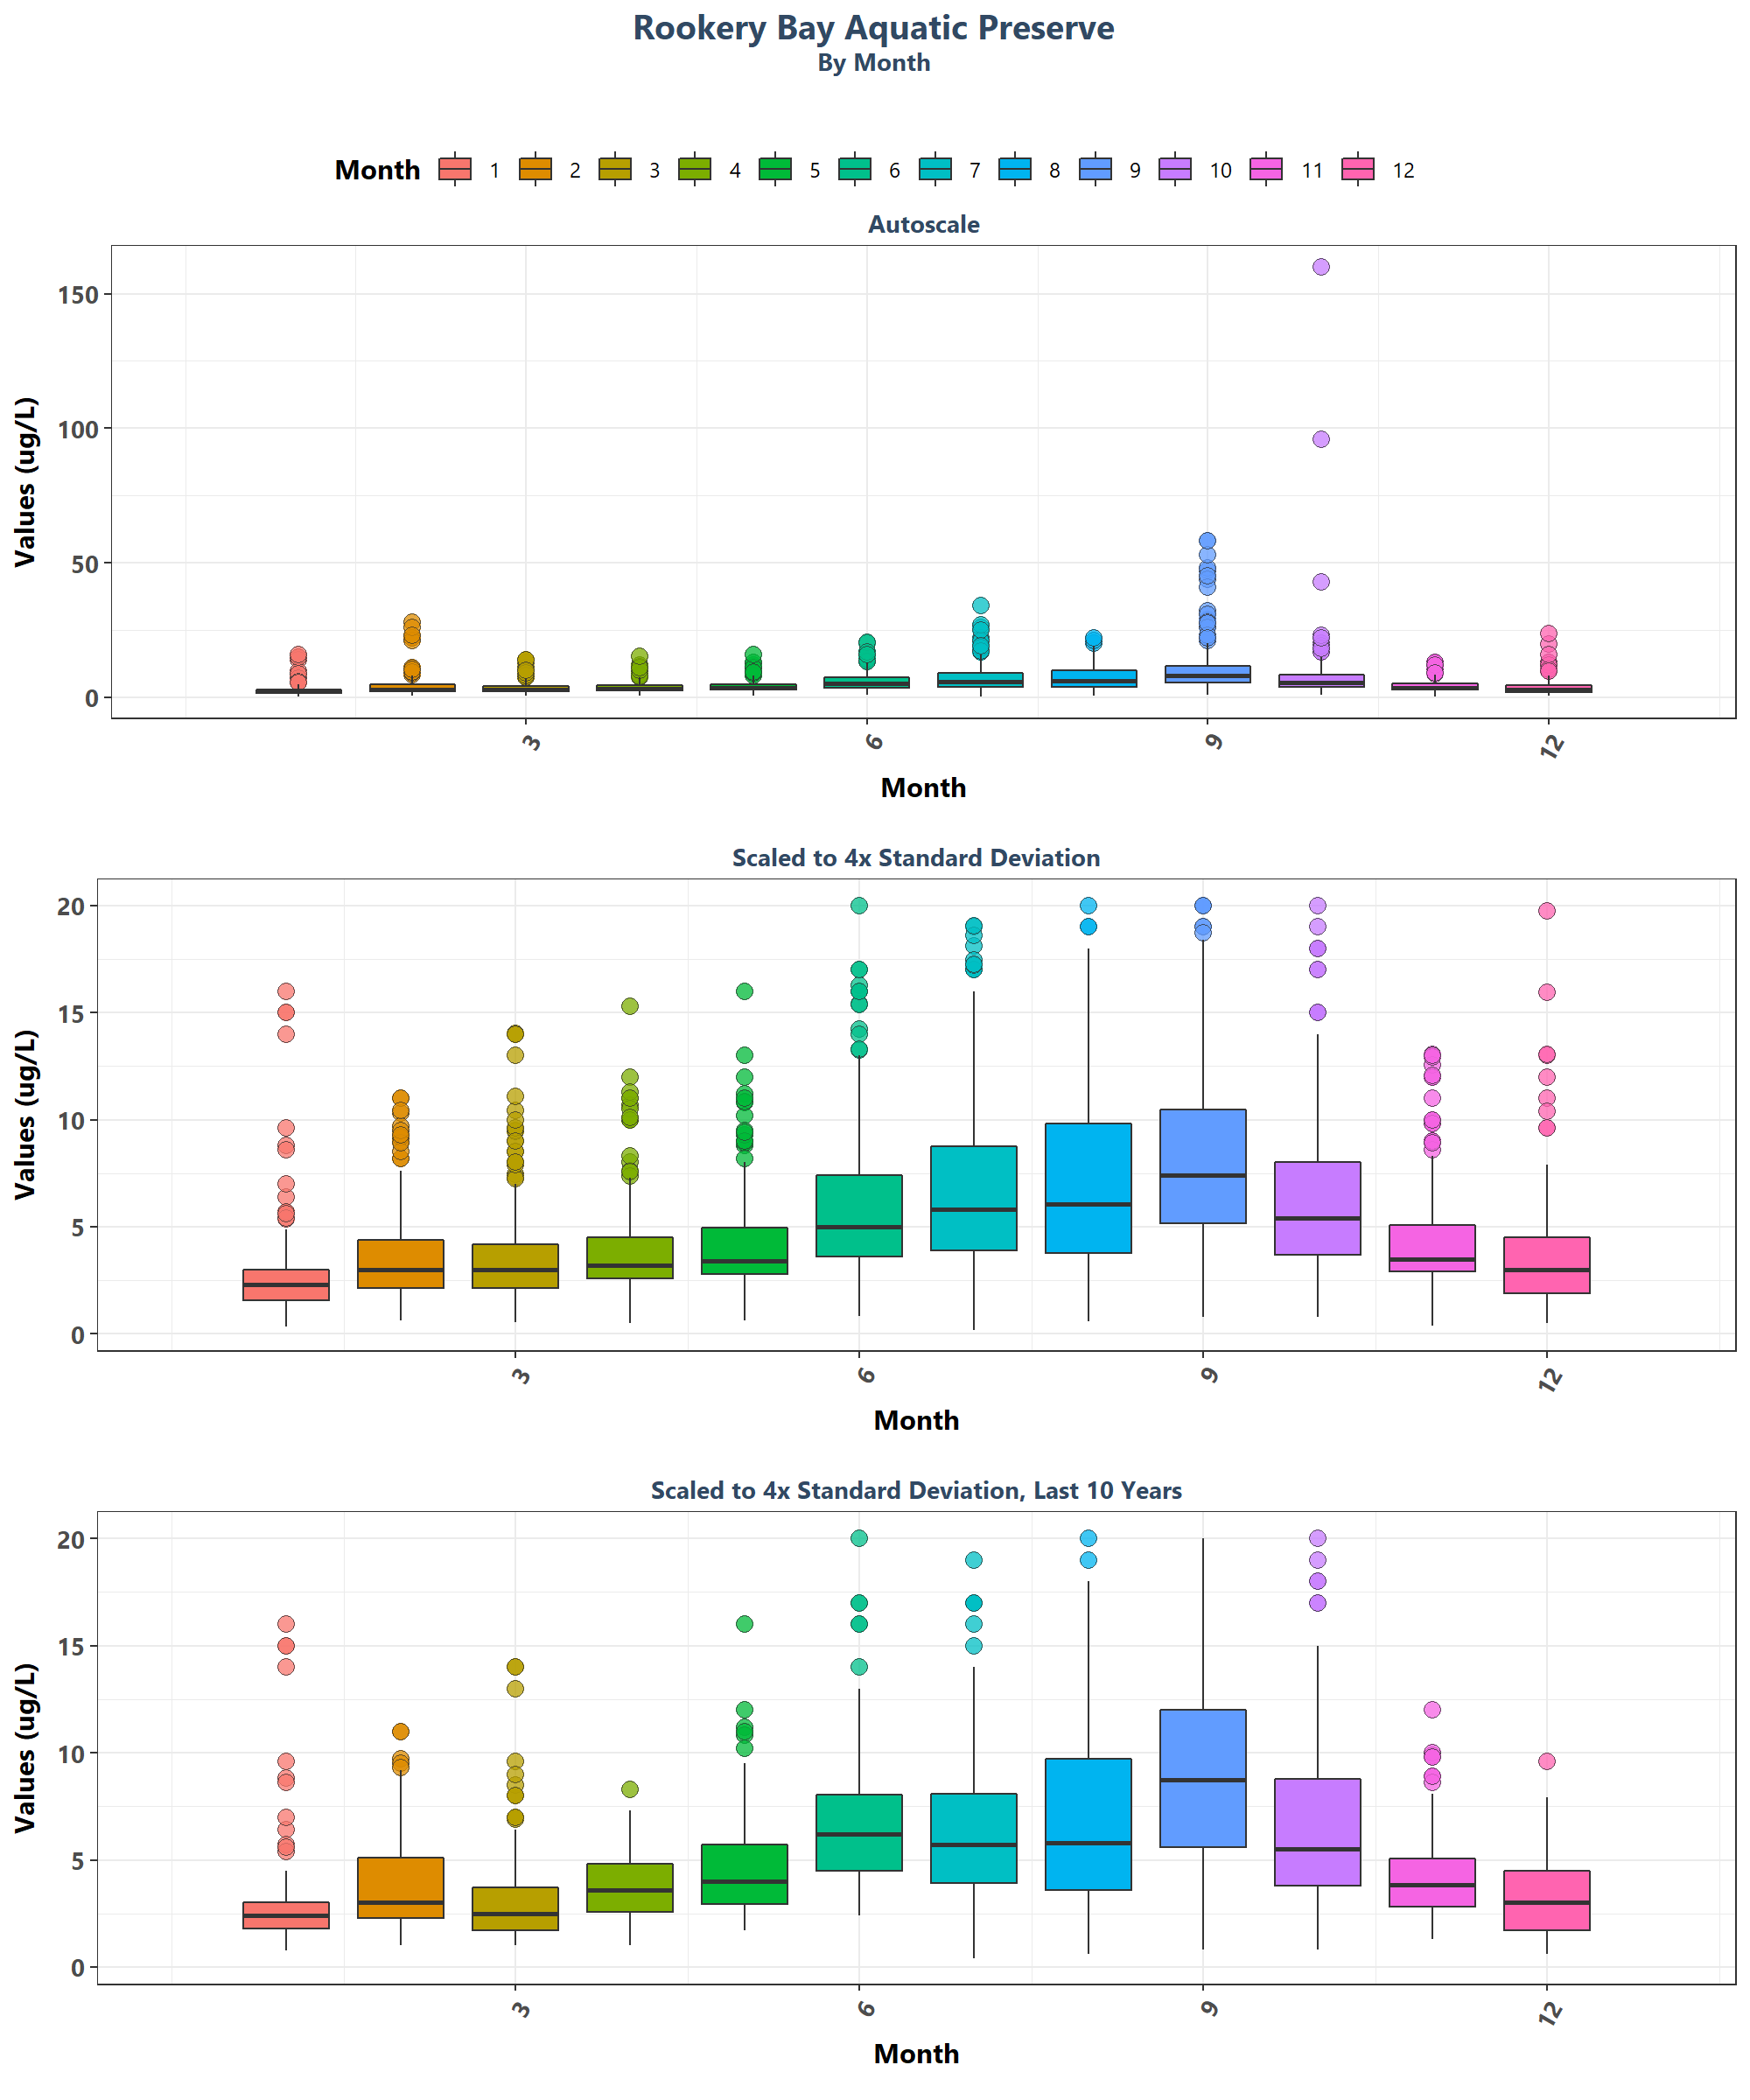 Rookery Bay Aquatic Preserve
By Month
Month 1 2 3 4 5 6 7 8 9 10 11 12
Autoscale
Values (ug/L)
150
100
50
0
3 6 9 12
Month
Scaled to 4x Standard Deviation
Values (ug/L)
20
15
10
5
0
3 6 9 12
Month
Scaled to 4x Standard Deviation, Last 10 Years
Values (ug/L)
20
15
10
5
0
3 6 9 12
Month